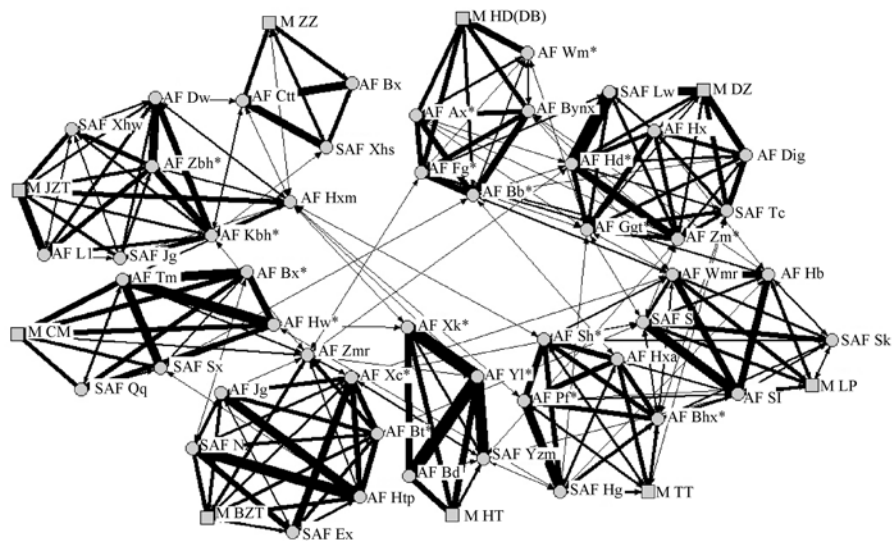 M ZZ
M HD(DB)
AF Wm*
AF Dw
AF Ctt
AF Bx
SAF Lw
M DZ
AF Ax*
AF Bynx
AF Hx
SAF Xhw
SAF Xhs
AF Zbh*
AF Fg*
AF Hd*
AF Dig
M JZT
AF Hxm
AF Bb*
SAF Tc
AF Kbh*
AF Ggt*
AF Zm*
AF L1
SAF Jg
AF Tm
AF Bx*
AF Wmr
AF Hb
M CM
AF Hw*
AF Xk*
SAF S
AF Sh*
SAF Sk
AF Zmr
AF Hxa
SAF Qq
SAF Sx
AF Xc*
AF Yl*
M LP
AF Jg
AF Pf*
AF SI
AF Bhx*
AF Bt*
SAF N
SAF Yzm
AF Bd
AF Htp
SAF Hg
M TT
M BZT
M HT
SAF Ex